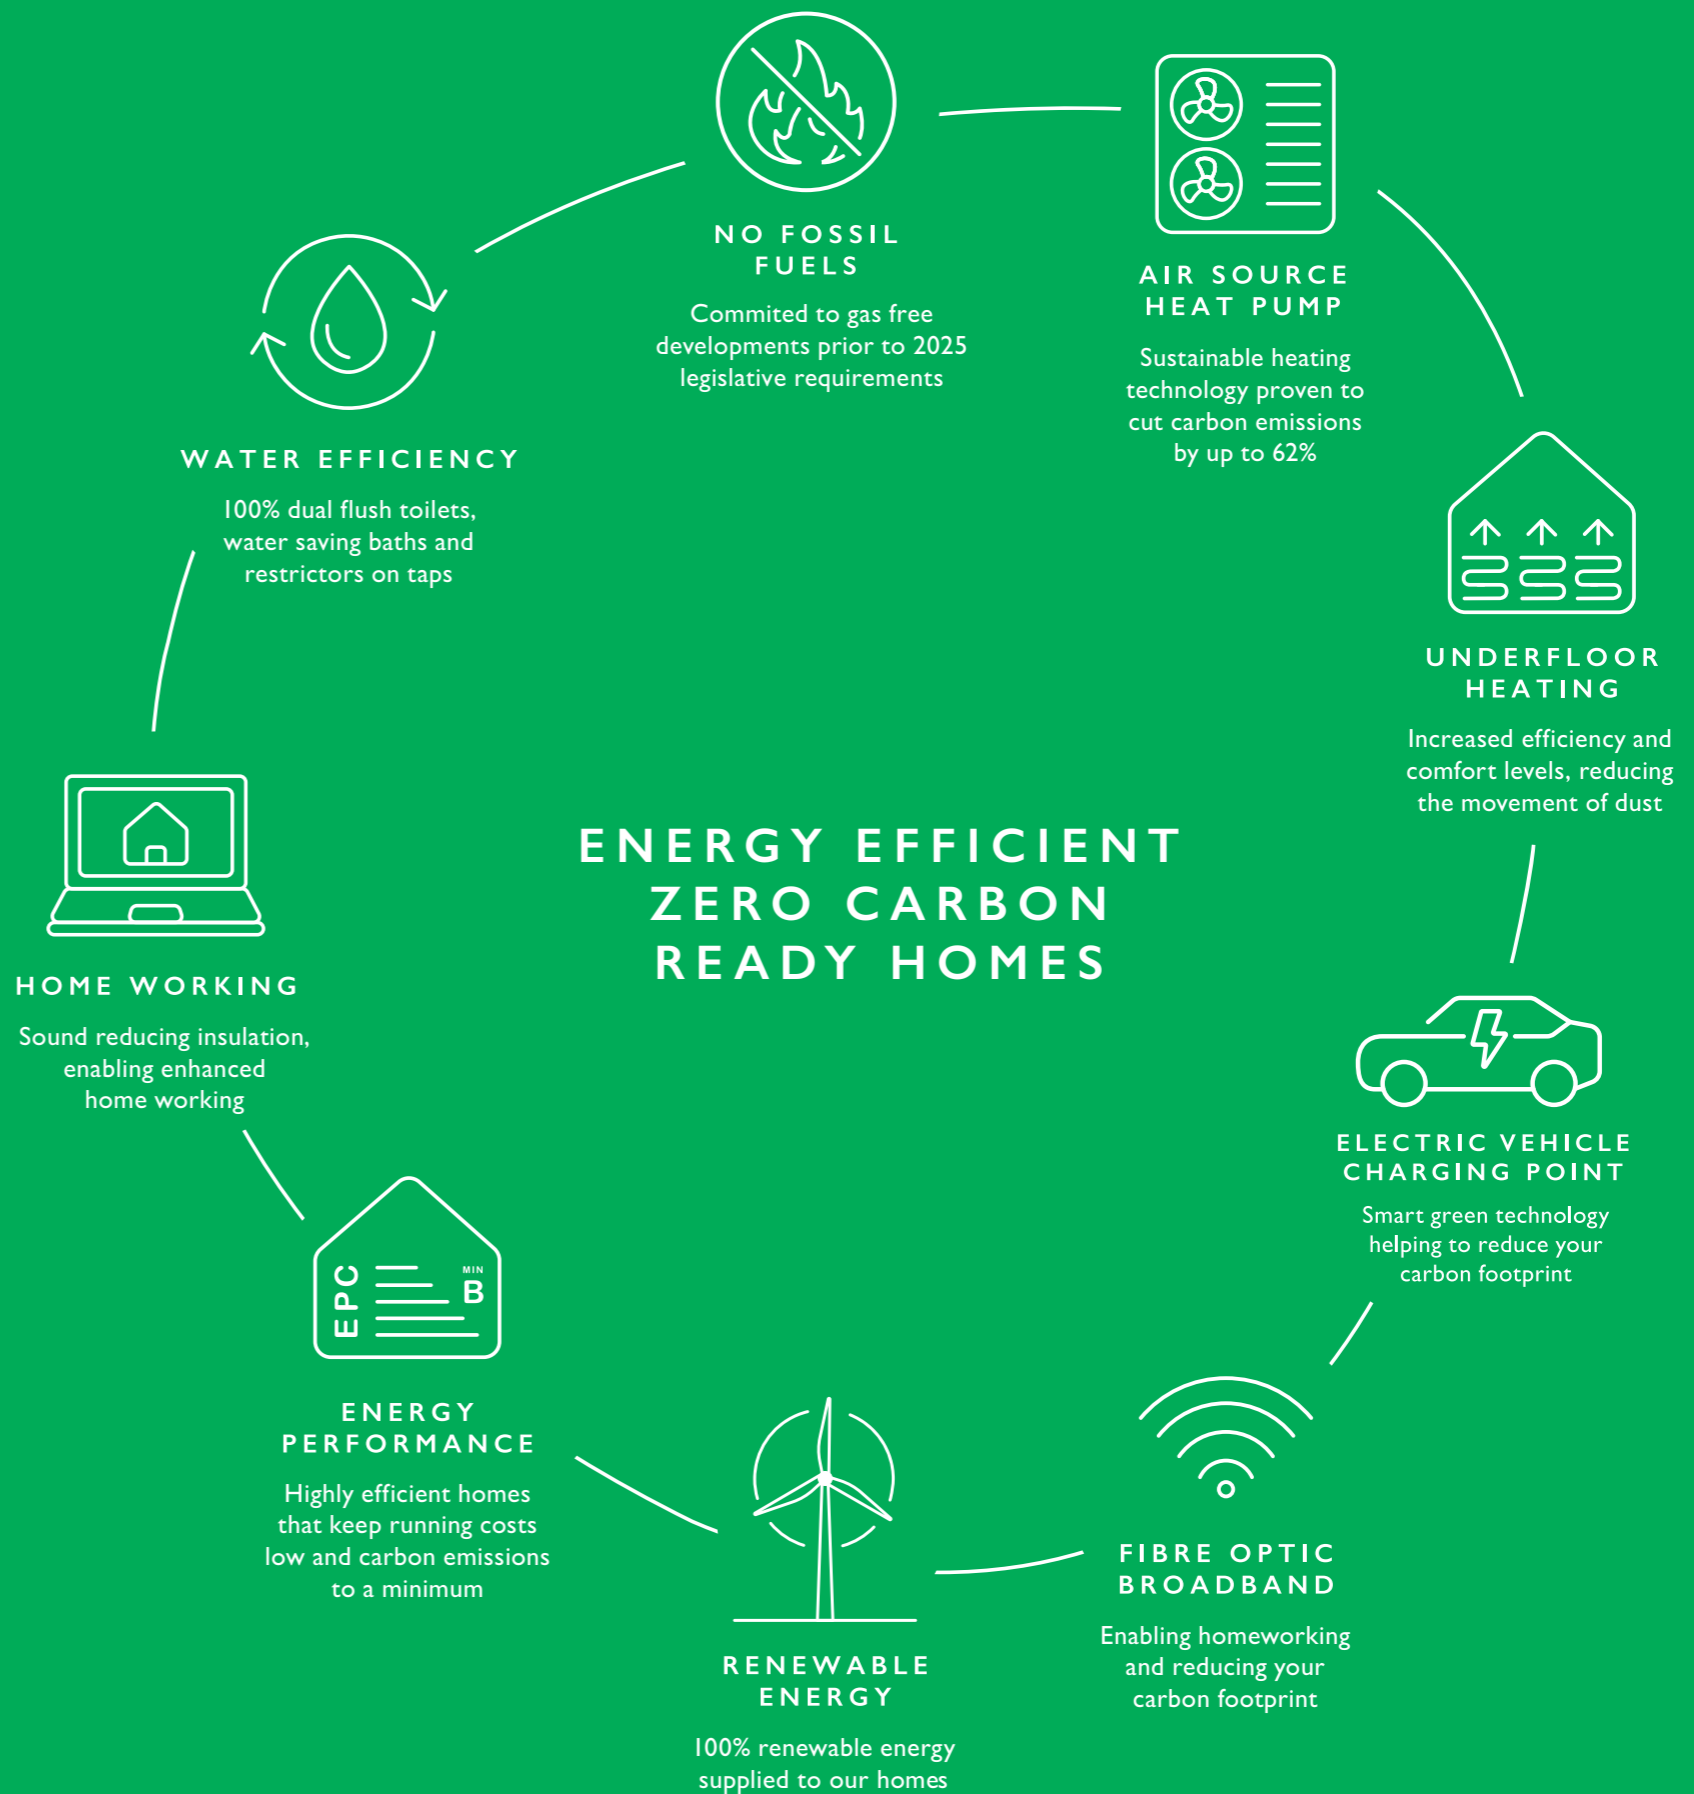 NO FOSSIL
FUELS
Commited to gas free
developments prior to 2025
legislative requirements
AIR SOURCE
HEAT PUMP
Sustainable heating
technology proven to
cut carbon emissions
by up to 62%
UNDERFLOOR
HEATING
Increased efficiency and
comfort levels, reducing
the movement of dust
ELECTRIC VEHICLE
CHARGING POINT
Smart green technology
helping to reduce your
carbon footprint
FIBRE OPTIC
BROADBAND
Enabling homeworking
and reducing your
carbon footprint
RENEWABLE
ENERGY
100% renewable energy
supplied to our homes
EPC
MIN
B
ENERGY
PERFORMANCE
Highly efficient homes
that keep running costs
low and carbon emissions
to a minimum
HOME WORKING
Sound reducing insulation,
enabling enhanced
home working
WATER EFFICIENCY
100% dual flush toilets,
water saving baths and
restrictors on taps
ENERGY EFFICIENT
ZERO CARBON
READY HOMES